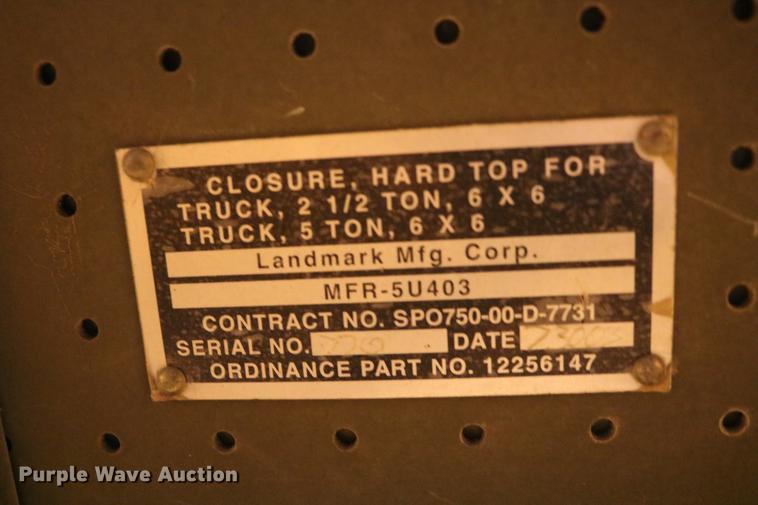 CLOSURE, HARD TOP FOR
TRUCK, 2 1/2 TON, 6 X 6
TRUCK, 5 TON, 6 X 6
Landmark Mfg. Corp.
MFR-5U403
CONTRACT NO. SPO750-00-D-7731
SERIAL NO. DATE
ORDINANCE PART NO. 12256147
Purple Wave Auction